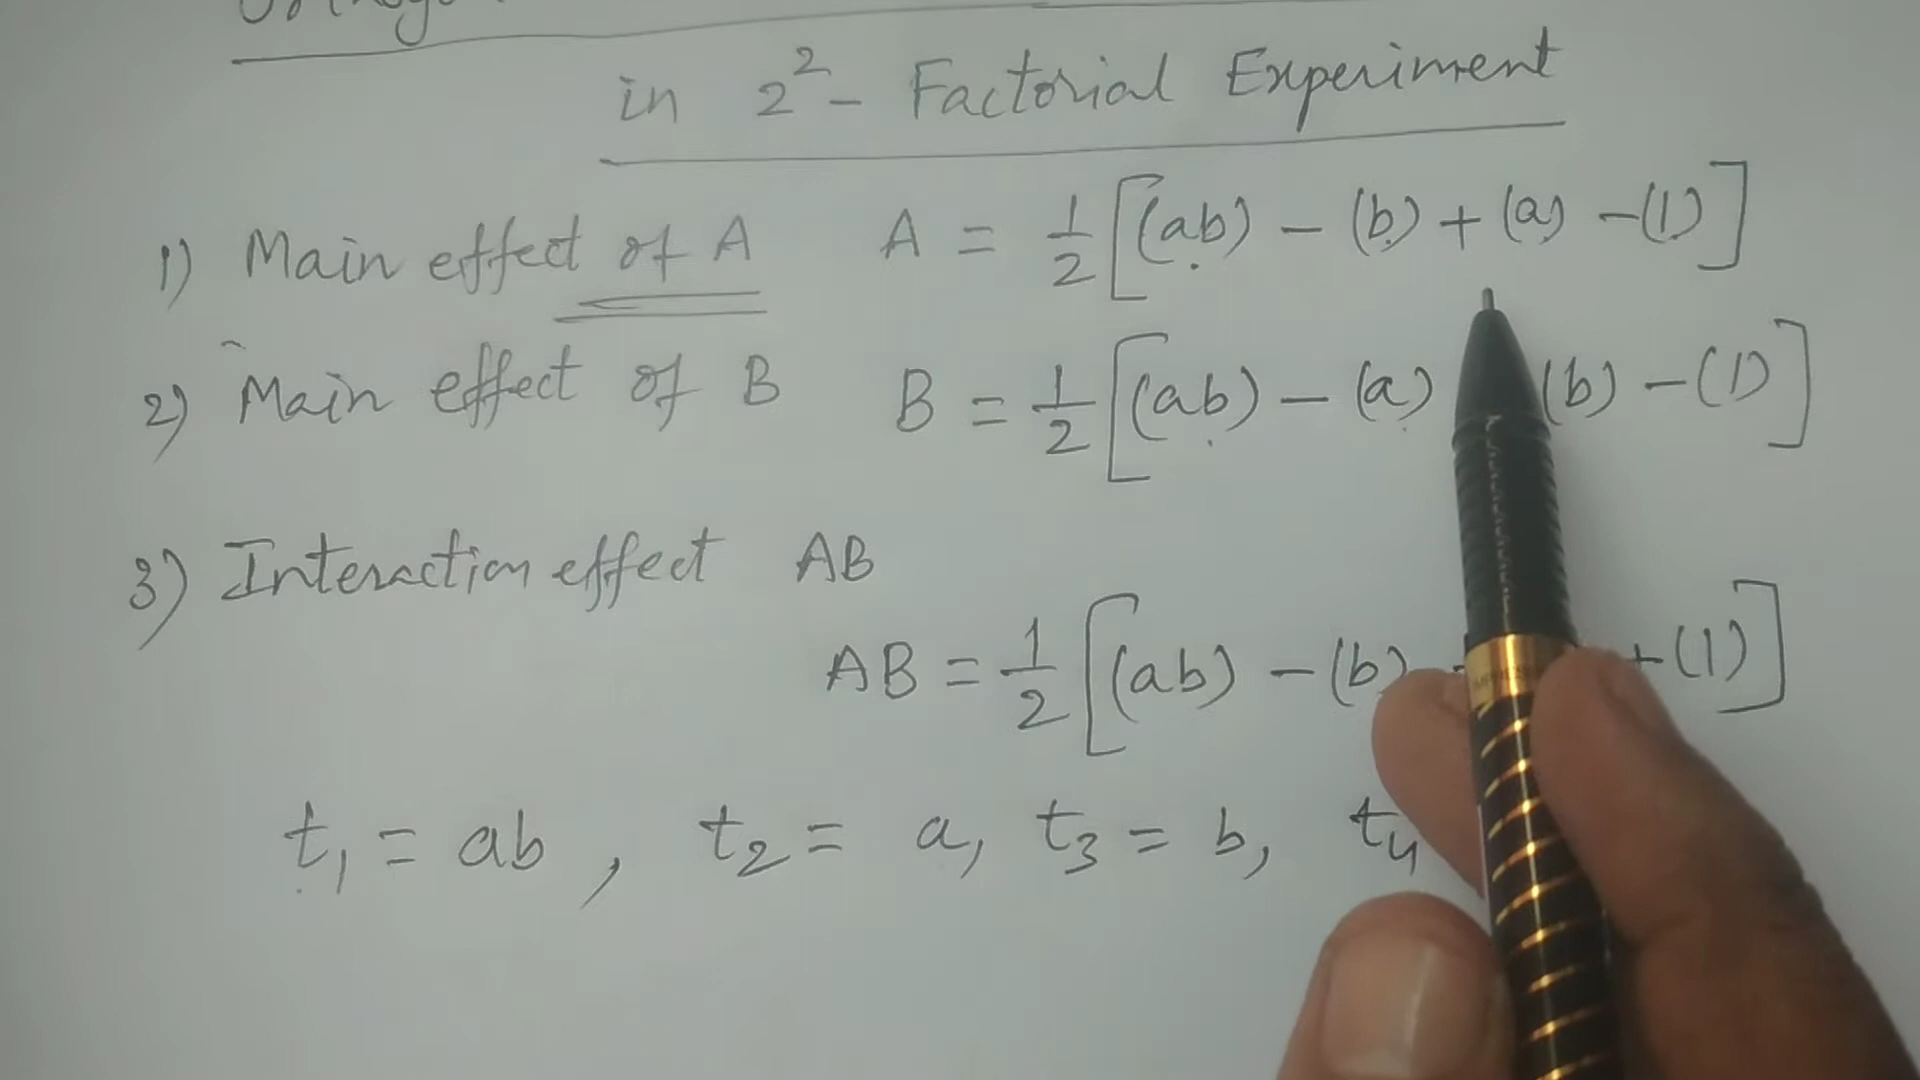 in 2² - Factorial Experiment
1) Main effect of A A = 1/2 [(ab) - (b) + (a) - (1)]
2) Main effect of B B = 1/2 [(ab) - (a) (b) - (1)]
3) Interaction effect AB
AB = 1/2 [(ab) - (b) + (1)]
t₁ = ab, t₂ = a, t₃ = b, t₄